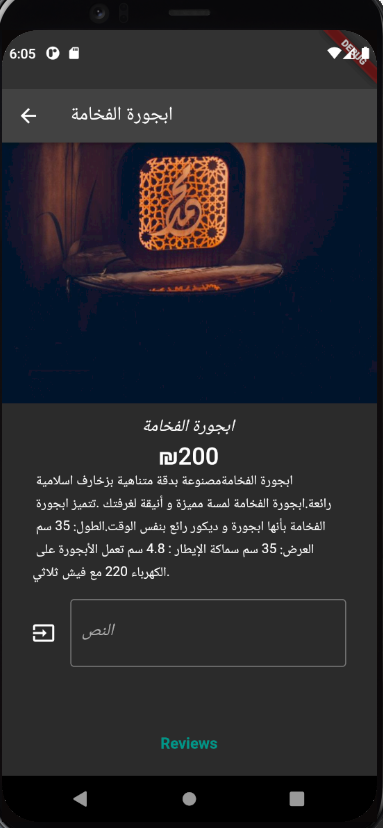 6:05
DEBUG
ابجورة الفخامة
محمد
ابجورة الفخامة
₪200
ابجورة الفخامةمصنوعة بدقة متناهية بزخارف اسلامية
رائعة.ابجورة الفخامة لمسة مميزة و أنيقة لغرفتك .تتميز ابجورة
الفخامة بأنها ابجورة و ديكور رائع بنفس الوقت.الطول: 35 سم
العرض: 35 سم سماكة الإيطار : 4.8 سم تعمل الأبجورة على
الكهرباء 220 مع فيش ثلاثي.
النص
Reviews